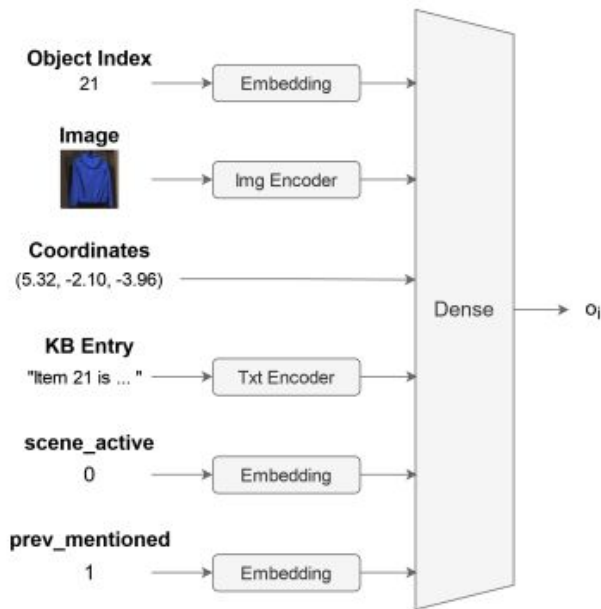 Object Index
21
Embedding
Image
Img Encoder
Coordinates
(5.32, -2.10, -3.96)
Dense
oi
KB Entry
"Item 21 is ... "
Txt Encoder
scene_active
0
Embedding
prev_mentioned
1
Embedding